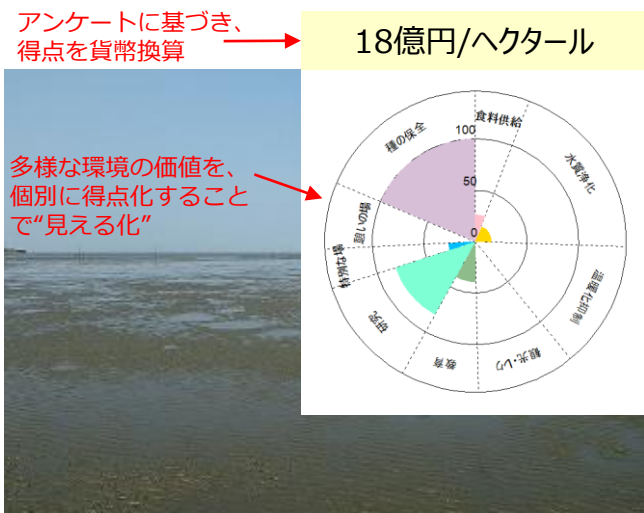 アンケートに基づき、
得点を貨幣換算
18億円/ヘクタール
多様な環境の価値を、
個別に得点化すること
で“見える化”
食料供給
水質浄化
温暖化抑制
観光・レク
教育
研究
特別な場
憩いの場
種の保全
100
50
0